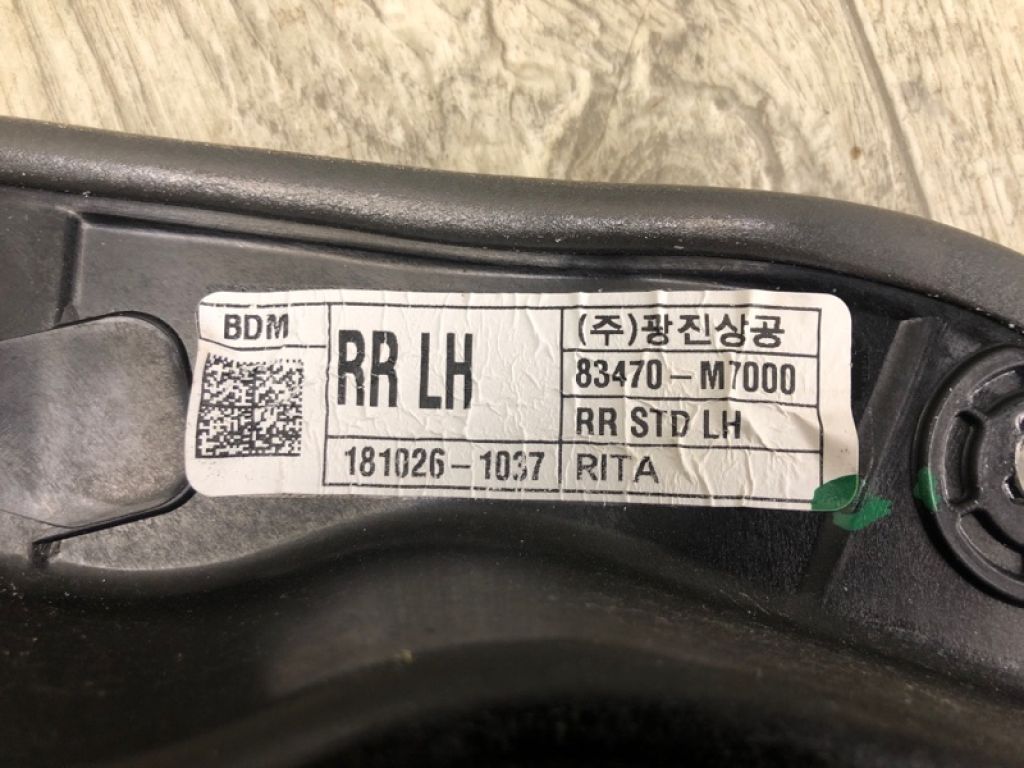 BDM
RR LH
181026-1037
(주)광진상공
83470-M7000
RR STD LH
RITA